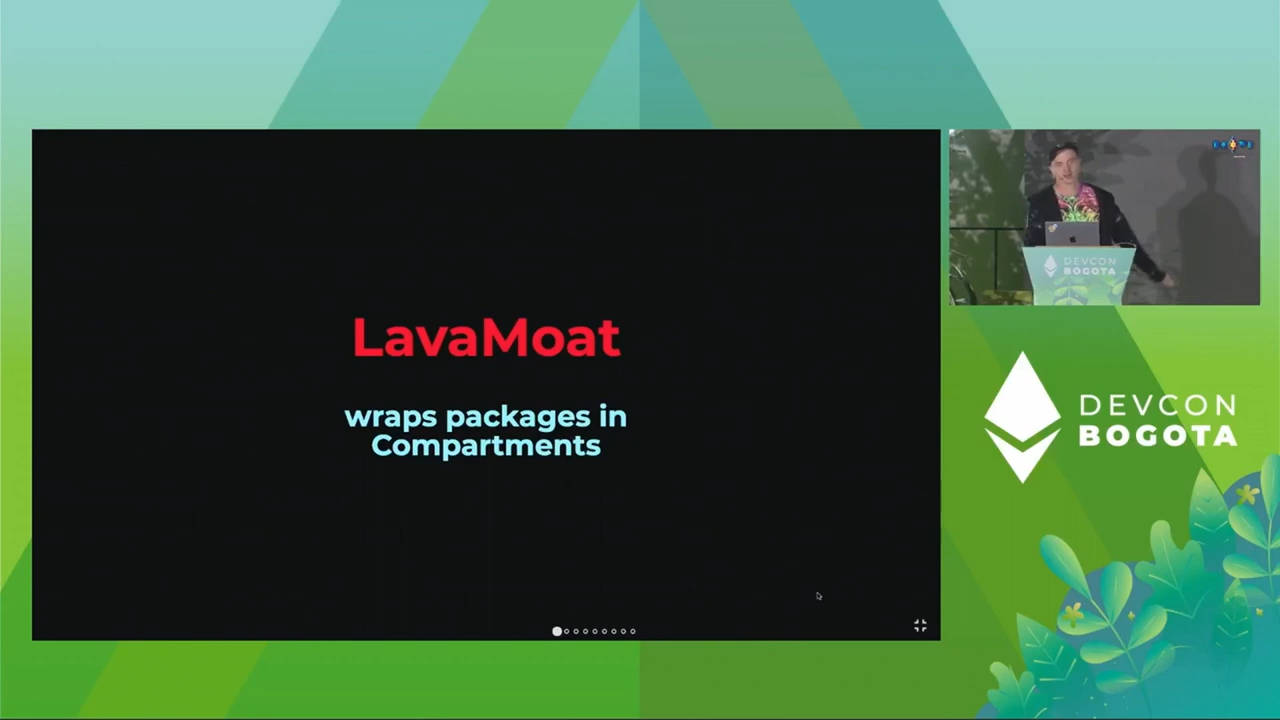 LavaMoat
wraps packages in
Compartments
DEVCON
BOGOTA
DEVCON
BOGOTA